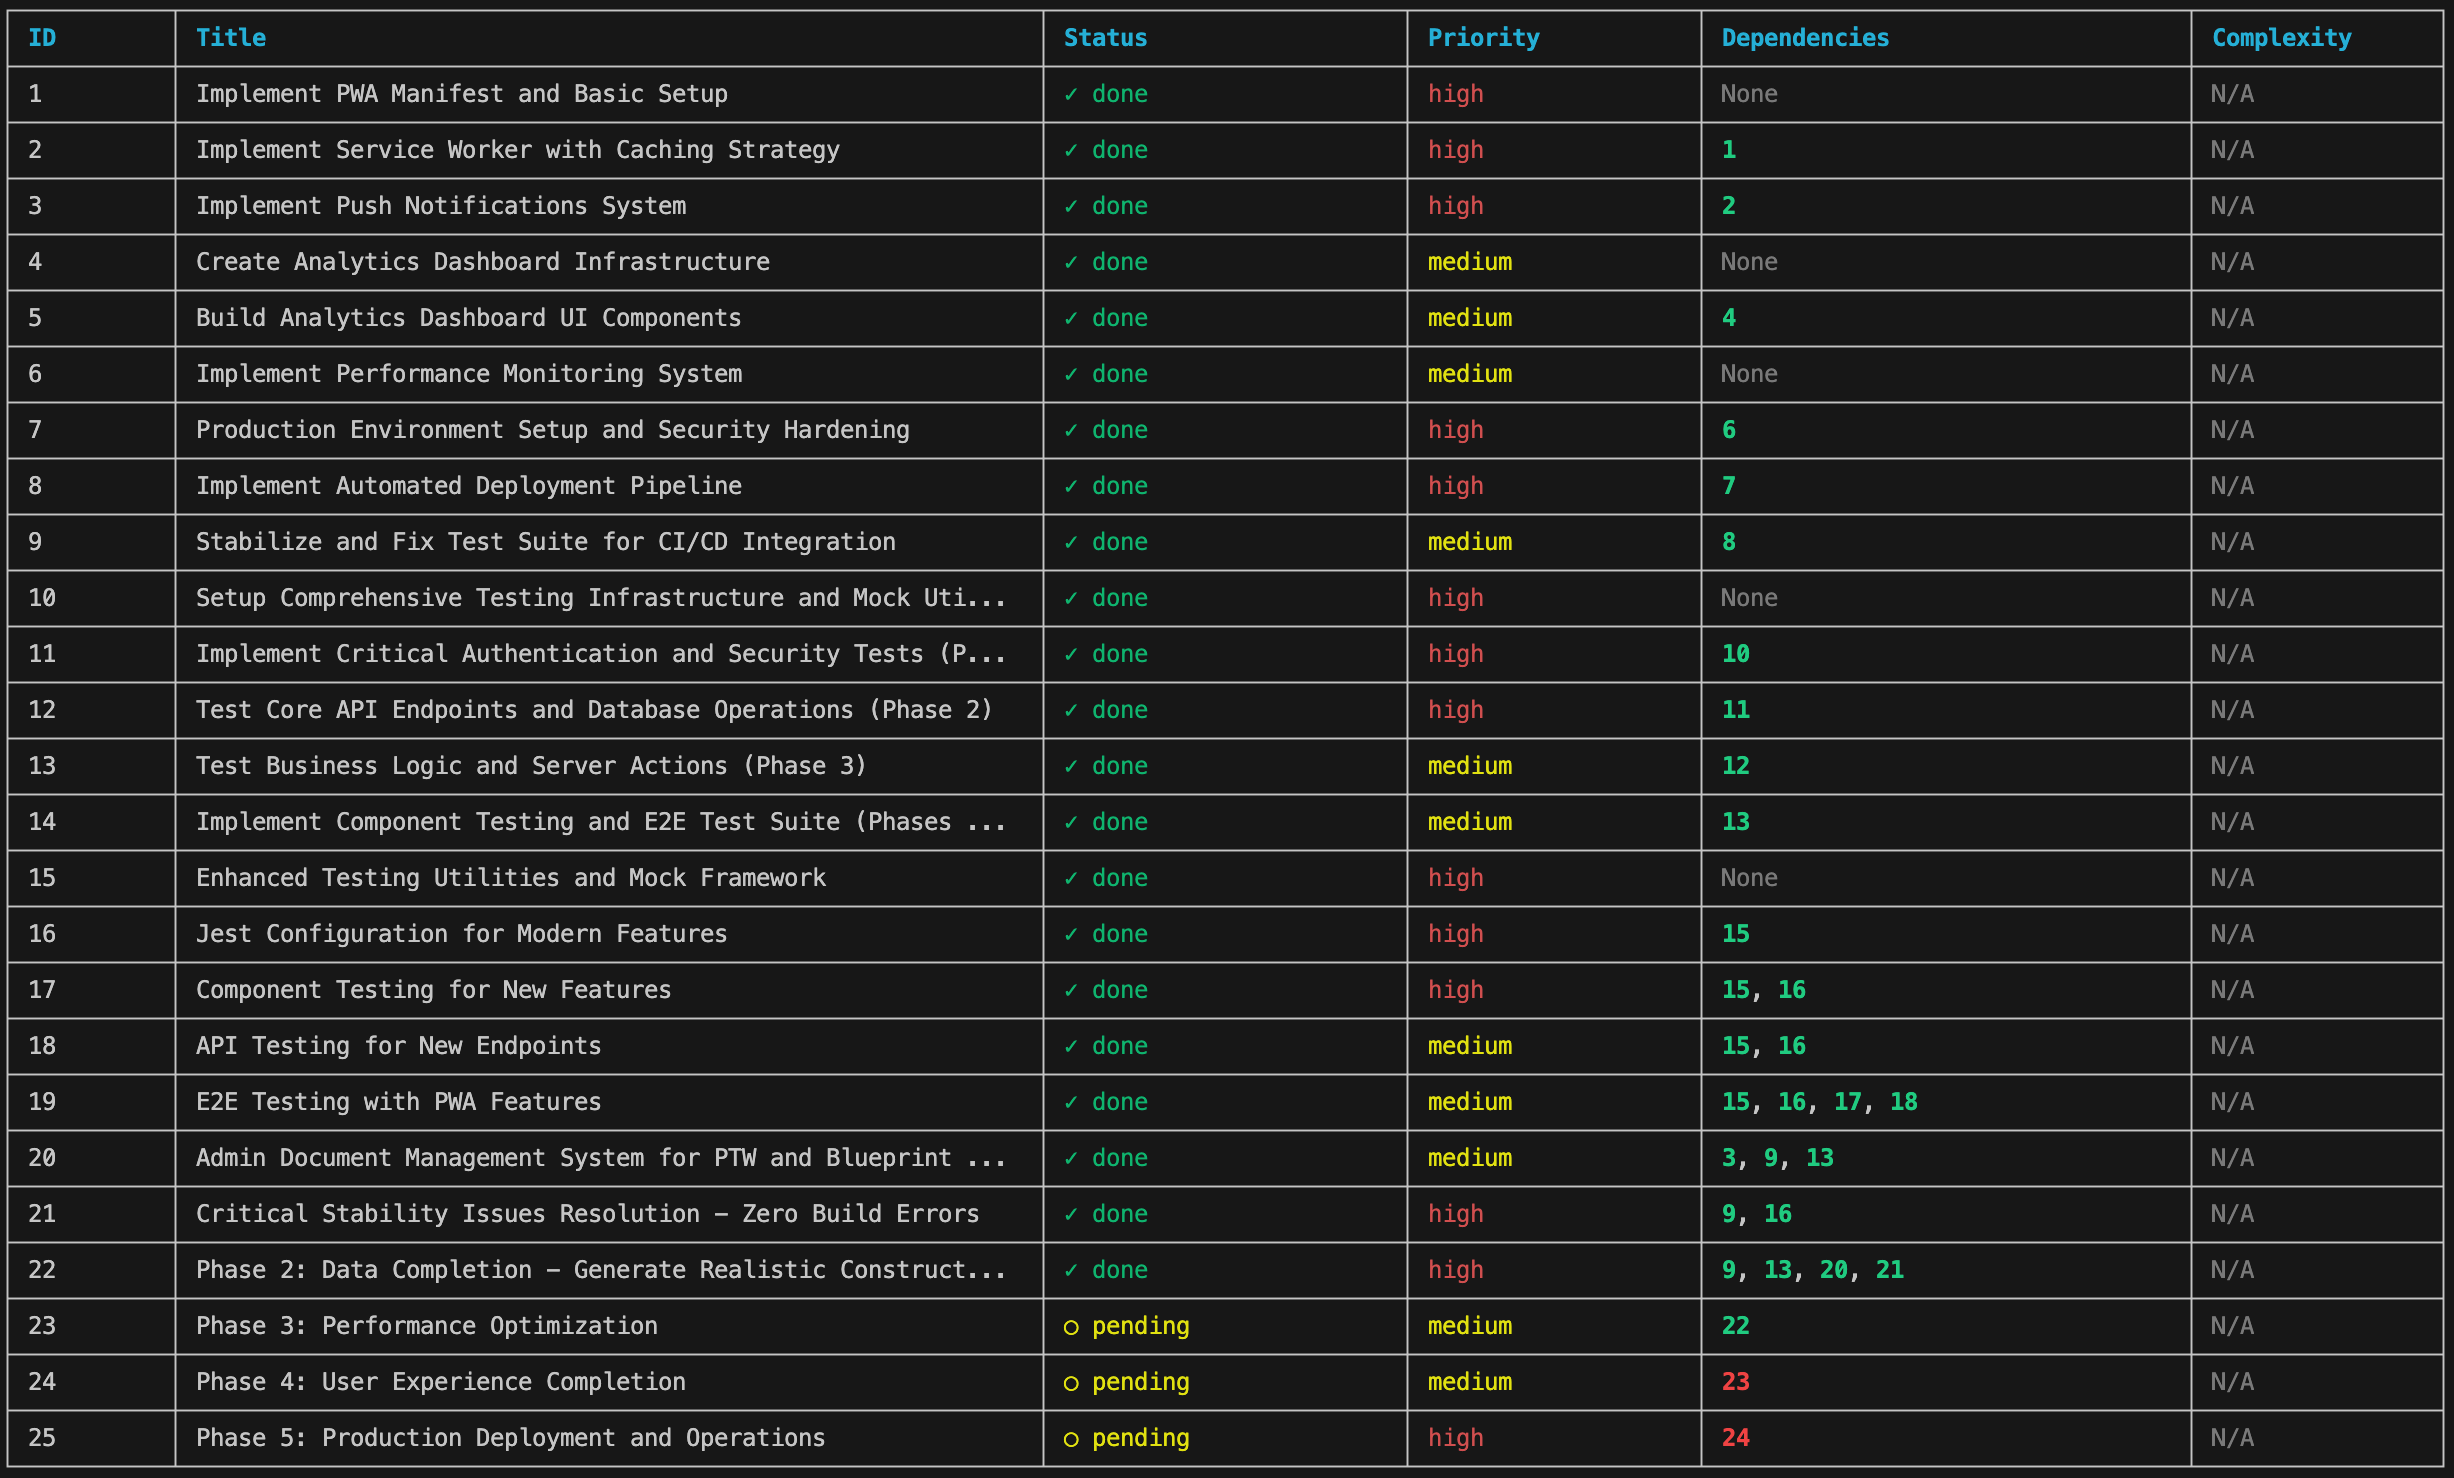 ID Title Status Priority Dependencies Complexity
1 Implement PWA Manifest and Basic Setup ✓ done high None N/A
2 Implement Service Worker with Caching Strategy ✓ done high 1 N/A
3 Implement Push Notifications System ✓ done high 2 N/A
4 Create Analytics Dashboard Infrastructure ✓ done medium None N/A
5 Build Analytics Dashboard UI Components ✓ done medium 4 N/A
6 Implement Performance Monitoring System ✓ done medium None N/A
7 Production Environment Setup and Security Hardening ✓ done high 6 N/A
8 Implement Automated Deployment Pipeline ✓ done high 7 N/A
9 Stabilize and Fix Test Suite for CI/CD Integration ✓ done medium 8 N/A
10 Setup Comprehensive Testing Infrastructure and Mock Uti... ✓ done high None N/A
11 Implement Critical Authentication and Security Tests (P... ✓ done high 10 N/A
12 Test Core API Endpoints and Database Operations (Phase 2) ✓ done high 11 N/A
13 Test Business Logic and Server Actions (Phase 3) ✓ done medium 12 N/A
14 Implement Component Testing and E2E Test Suite (Phases ... ✓ done medium 13 N/A
15 Enhanced Testing Utilities and Mock Framework ✓ done high None N/A
16 Jest Configuration for Modern Features ✓ done high 15 N/A
17 Component Testing for New Features ✓ done high 15, 16 N/A
18 API Testing for New Endpoints ✓ done medium 15, 16 N/A
19 E2E Testing with PWA Features ✓ done medium 15, 16, 17, 18 N/A
20 Admin Document Management System for PTW and Blueprint ... ✓ done medium 3, 9, 13 N/A
21 Critical Stability Issues Resolution – Zero Build Errors ✓ done high 9, 16 N/A
22 Phase 2: Data Completion – Generate Realistic Construct... ✓ done high 9, 13, 20, 21 N/A
23 Phase 3: Performance Optimization ○ pending medium 22 N/A
24 Phase 4: User Experience Completion ○ pending medium 23 N/A
25 Phase 5: Production Deployment and Operations ○ pending high 24 N/A